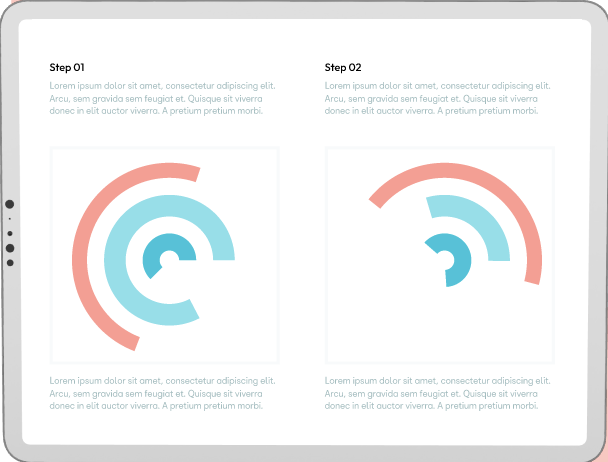 Step 01
Lorem ipsum dolor sit amet, consectetur adipiscing elit.
Arcu, sem gravida sem feugiat et. Quisque sit viverra
donec in elit auctor viverra. A pretium pretium morbi.
Step 02
Lorem ipsum dolor sit amet, consectetur adipiscing elit.
Arcu, sem gravida sem feugiat et. Quisque sit viverra
donec in elit auctor viverra. A pretium pretium morbi.
Lorem ipsum dolor sit amet, consectetur adipiscing elit.
Arcu, sem gravida sem feugiat et. Quisque sit viverra
donec in elit auctor viverra. A pretium pretium morbi.
Lorem ipsum dolor sit amet, consectetur adipiscing elit.
Arcu, sem gravida sem feugiat et. Quisque sit viverra
donec in elit auctor viverra. A pretium pretium morbi.